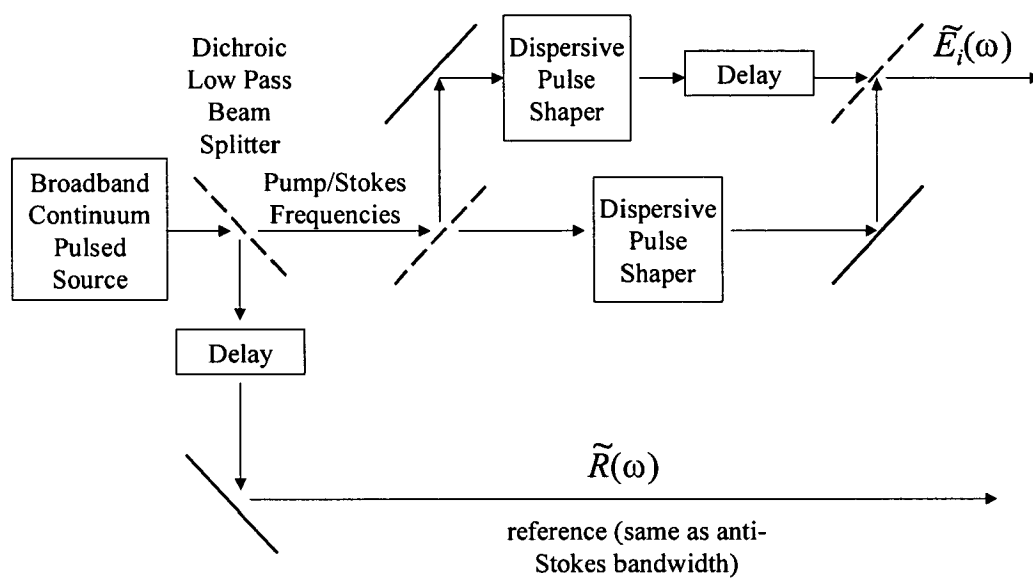 Dichroic
Low Pass
Beam
Splitter
Broadband
Continuum
Pulsed
Source
Pump/Stokes
Frequencies
Dispersive
Pulse
Shaper
Delay
Ẽᵢ(ω)
Dispersive
Pulse
Shaper
Delay
R̃(ω)
reference (same as anti-
Stokes bandwidth)